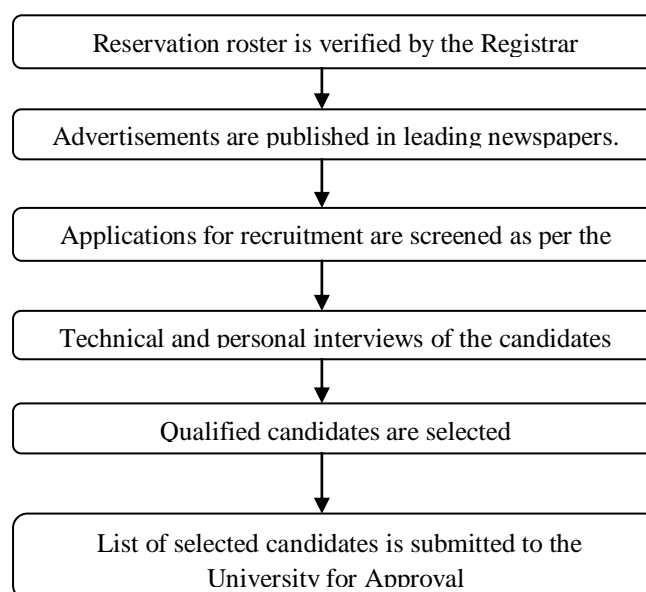 Reservation roster is verified by the Registrar
Advertisements are published in leading newspapers.
Applications for recruitment are screened as per the
Technical and personal interviews of the candidates
Qualified candidates are selected
List of selected candidates is submitted to the
University for Approval